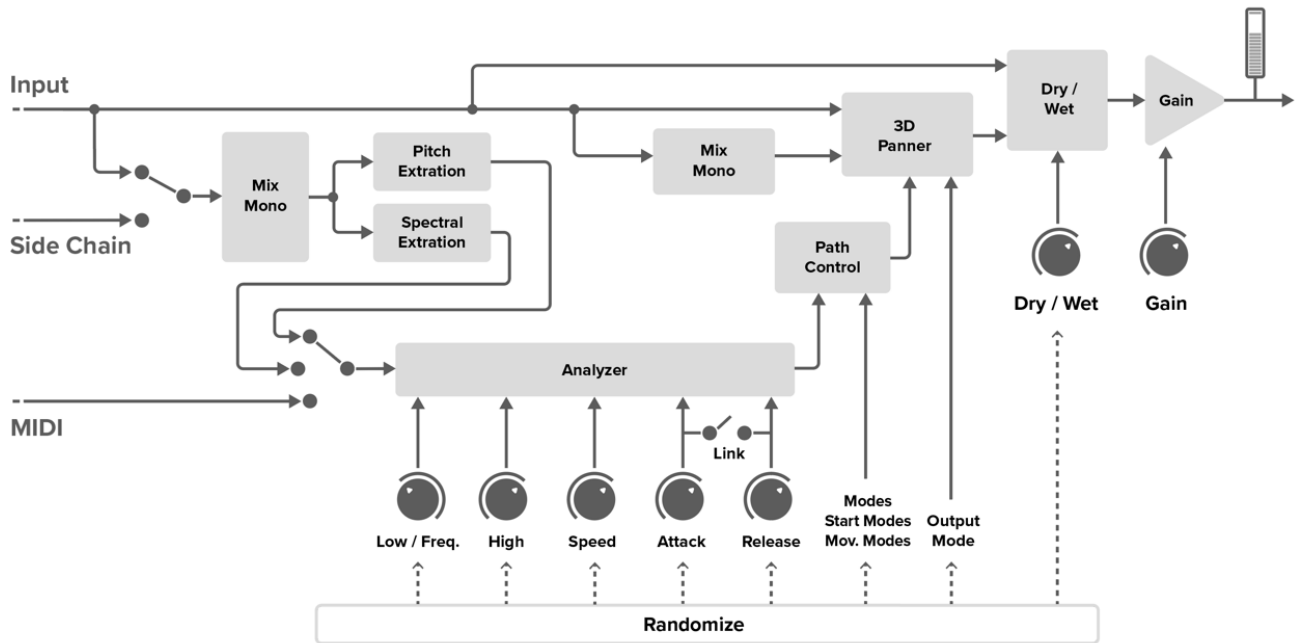 Input
Side Chain
MIDI
Mix
Mono
Pitch
Extration
Spectral
Extration
Mix
Mono
3D
Panner
Dry /
Wet
Gain
Path
Control
Dry / Wet
Gain
Analyzer
Link
Low / Freq.
High
Speed
Attack
Release
Modes
Start Modes
Mov. Modes
Output
Mode
Randomize